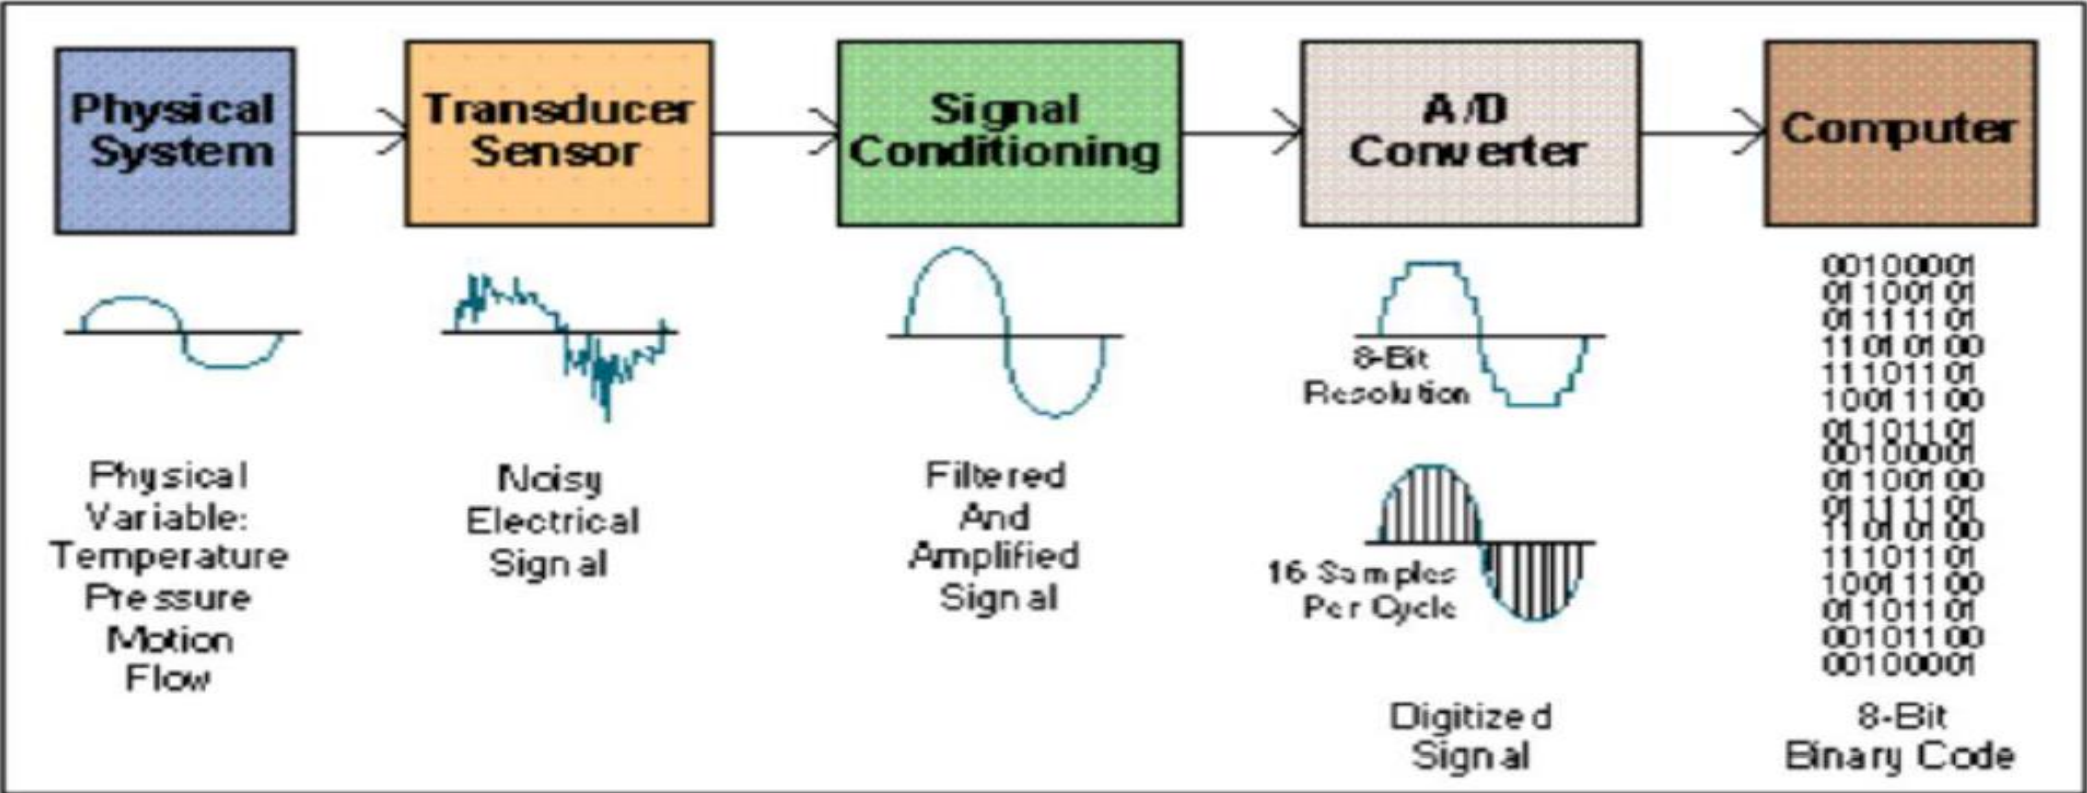 Physical
System
Transducer
Sensor
Signal
Conditioning
A/D
Converter
Computer
Physical
Variable:
Temperature
Pressure
Motion
Flow
Noisy
Electrical
Signal
Filtered
And
Amplified
Signal
8-Bit
Resolution
16 Samples
Per Cycle
Digitized
Signal
00100001
01100101
01111101
11010100
11101101
10011100
01101101
00100001
01100100
01111101
11010100
11101101
10011100
01101101
00101100
00100001
8-Bit
Binary Code